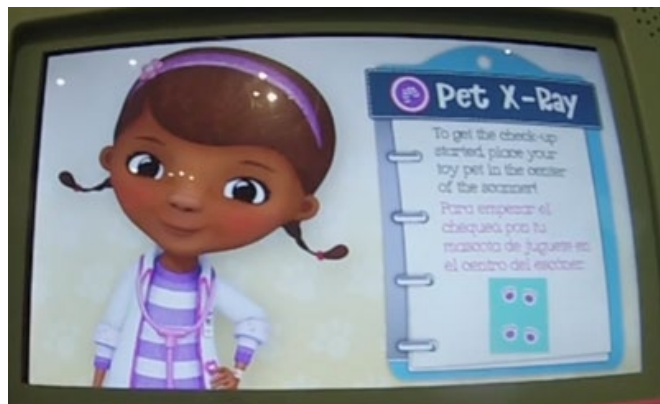 Pet X-Ray
To get the check-up
started, place your
toy pet in the center
of the scanner!
Para empezar el
chequeo, pon tu
mascota de juguete en
el centro del escáner.